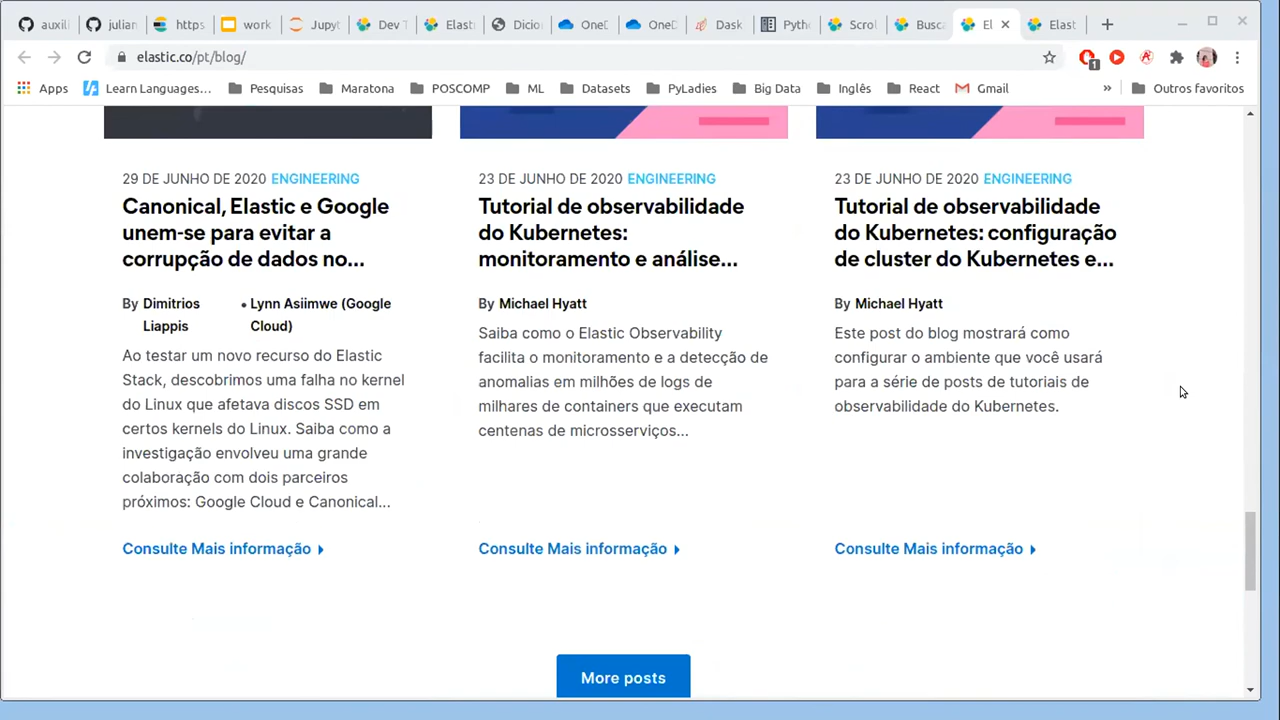 auxili
julian
https
work
Jupyt
Dev T
Elasti
Dicio
OneD
OneD
Dask
Pyth
Scrol
Busca
El
Elast
elastic.co/pt/blog/
1
Apps
Learn Languages...
Pesquisas
Maratona
POSCOMP
ML
Datasets
PyLadies
Big Data
Inglês
React
Gmail
»
Outros favoritos
29 DE JUNHO DE 2020 ENGINEERING
Canonical, Elastic e Google
unem-se para evitar a
corrupção de dados no...
By Dimitrios Liappis • Lynn Asiimwe (Google Cloud)
Ao testar um novo recurso do Elastic
Stack, descobrimos uma falha no kernel
do Linux que afetava discos SSD em
certos kernels do Linux. Saiba como a
investigação envolveu uma grande
colaboração com dois parceiros
próximos: Google Cloud e Canonical...
Consulte Mais informação
23 DE JUNHO DE 2020 ENGINEERING
Tutorial de observabilidade
do Kubernetes:
monitoramento e análise...
By Michael Hyatt
Saiba como o Elastic Observability
facilita o monitoramento e a detecção de
anomalias em milhões de logs de
milhares de containers que executam
centenas de microsserviços...
Consulte Mais informação
23 DE JUNHO DE 2020 ENGINEERING
Tutorial de observabilidade
do Kubernetes: configuração
de cluster do Kubernetes e...
By Michael Hyatt
Este post do blog mostrará como
configurar o ambiente que você usará
para a série de posts de tutoriais de
observabilidade do Kubernetes.
Consulte Mais informação
More posts